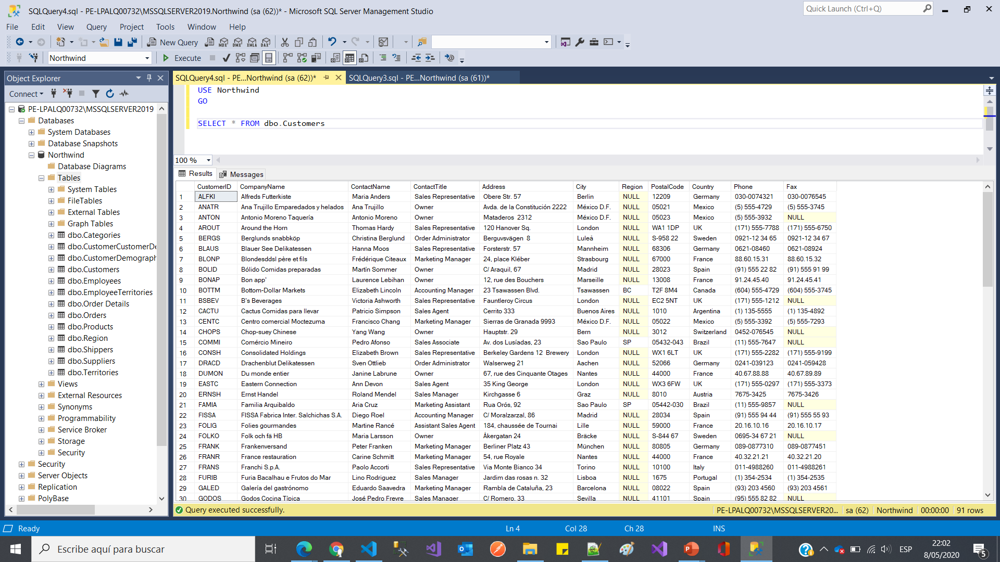 SQLQuery4.sql - PE-LPALQ00732\MSSQLSERVER2019.Northwind (sa (62))* - Microsoft SQL Server Management Studio
Quick Launch (Ctrl+Q)
File Edit View Query Project Tools Window Help
New Query MDX DMX XMLA DAX
Northwind Execute
Object Explorer
Connect
PE-LPALQ00732\MSSQLSERVER2019
Databases
System Databases
Database Snapshots
Northwind
Database Diagrams
Tables
System Tables
FileTables
External Tables
Graph Tables
dbo.Categories
dbo.CustomerCustomerDe
dbo.CustomerDemograph
dbo.Customers
dbo.Employees
dbo.EmployeeTerritories
dbo.Order Details
dbo.Orders
dbo.Products
dbo.Region
dbo.Shippers
dbo.Suppliers
dbo.Territories
Views
External Resources
Synonyms
Programmability
Service Broker
Storage
Security
Security
Server Objects
Replication
PolyBase
SQLQuery4.sql - PE...Northwind (sa (62))* SQLQuery3.sql - PE...Northwind (sa (61))*
USE Northwind
GO
SELECT * FROM dbo.Customers
100 %
Results Messages
CustomerID CompanyName ContactName ContactTitle Address City Region PostalCode Country Phone Fax
1 ALFKI Alfreds Futterkiste Maria Anders Sales Representative Obere Str. 57 Berlin NULL 12209 Germany 030-0074321 030-0076545
2 ANATR Ana Trujillo Emparedados y helados Ana Trujillo Owner Avda. de la Constitución 2222 México D.F. NULL 05021 Mexico (5) 555-4729 (5) 555-3745
3 ANTON Antonio Moreno Taquería Antonio Moreno Owner Mataderos 2312 México D.F. NULL 05023 Mexico (5) 555-3932 NULL
4 AROUT Around the Horn Thomas Hardy Sales Representative 120 Hanover Sq. London NULL WA1 1DP UK (171) 555-7788 (171) 555-6750
5 BERGS Berglunds snabbköp Christina Berglund Order Administrator Berguvsvägen 8 Luleå NULL S-958 22 Sweden 0921-12 34 65 0921-12 34 67
6 BLAUS Blauer See Delikatessen Hanna Moos Sales Representative Forsterstr. 57 Mannheim NULL 68306 Germany 0621-08460 0621-08924
7 BLONP Blondesddsl père et fils Frédérique Citeaux Marketing Manager 24, place Kléber Strasbourg NULL 67000 France 88.60.15.31 88.60.15.32
8 BOLID Bólido Comidas preparadas Martín Sommer Owner C/ Araquil, 67 Madrid NULL 28023 Spain (91) 555 22 82 (91) 555 91 99
9 BONAP Bon app' Laurence Lebihan Owner 12, rue des Bouchers Marseille NULL 13008 France 91.24.45.40 91.24.45.41
10 BOTTM Bottom-Dollar Markets Elizabeth Lincoln Accounting Manager 23 Tsawassen Blvd. Tsawassen BC T2F 8M4 Canada (604) 555-4729 (604) 555-3745
11 BSBEV B's Beverages Victoria Ashworth Sales Representative Fauntleroy Circus London NULL EC2 5NT UK (171) 555-1212 NULL
12 CACTU Cactus Comidas para llevar Patricio Simpson Sales Agent Cerrito 333 Buenos Aires NULL 1010 Argentina (1) 135-5555 (1) 135-4892
13 CENTC Centro comercial Moctezuma Francisco Chang Marketing Manager Sierras de Granada 9993 México D.F. NULL 05022 Mexico (5) 555-3392 (5) 555-7293
14 CHOPS Chop-suey Chinese Yang Wang Owner Hauptstr. 29 Bern NULL 3012 Switzerland 0452-076545 NULL
15 COMMI Comércio Mineiro Pedro Afonso Sales Associate Av. dos Lusíadas, 23 Sao Paulo SP 05432-043 Brazil (11) 555-7647 NULL
16 CONSH Consolidated Holdings Elizabeth Brown Sales Representative Berkeley Gardens 12 Brewery London NULL WX1 6LT UK (171) 555-2282 (171) 555-9199
17 DRACD Drachenblut Delikatessen Sven Ottlieb Order Administrator Walserweg 21 Aachen NULL 52066 Germany 0241-039123 0241-059428
18 DUMON Du monde entier Janine Labrune Owner 67, rue des Cinquante Otages Nantes NULL 44000 France 40.67.88.88 40.67.89.89
19 EASTC Eastern Connection Ann Devon Sales Agent 35 King George London NULL WX3 6FW UK (171) 555-0297 (171) 555-3373
20 ERNSH Ernst Handel Roland Mendel Sales Manager Kirchgasse 6 Graz NULL 8010 Austria 7675-3425 7675-3426
21 FAMIA Familia Arquibaldo Aria Cruz Marketing Assistant Rua Orós, 92 Sao Paulo SP 05442-030 Brazil (11) 555-9857 NULL
22 FISSA FISSA Fabrica Inter. Salchichas S.A. Diego Roel Accounting Manager C/ Moralzarzal, 86 Madrid NULL 28034 Spain (91) 555 94 44 (91) 555 55 93
23 FOLIG Folies gourmandes Martine Rancé Assistant Sales Agent 184, chaussée de Tournai Lille NULL 59000 France 20.16.10.16 20.16.10.17
24 FOLKO Folk och fä HB Maria Larsson Owner Åkergatan 24 Bräcke NULL S-844 67 Sweden 0695-34 67 21 NULL
25 FRANK Frankenversand Peter Franken Marketing Manager Berliner Platz 43 München NULL 80805 Germany 089-0877310 089-0877451
26 FRANR France restauration Carine Schmitt Marketing Manager 54, rue Royale Nantes NULL 44000 France 40.32.21.21 40.32.21.20
27 FRANS Franchi S.p.A. Paolo Accorti Sales Representative Via Monte Bianco 34 Torino NULL 10100 Italy 011-4988260 011-4988261
28 FURIB Furia Bacalhau e Frutos do Mar Lino Rodriguez Sales Manager Jardim das rosas n. 32 Lisboa NULL 1675 Portugal (1) 354-2534 (1) 354-2535
29 GALED Galería del gastrónomo Eduardo Saavedra Marketing Manager Rambla de Cataluña, 23 Barcelona NULL 08022 Spain (93) 203 4560 (93) 203 4561
30 GODOS Godos Cocina Típica José Pedro Freyre Sales Manager C/ Romero, 33 Sevilla NULL 41101 Spain (95) 555 82 82 NULL
Query executed successfully. PE-LPALQ00732\MSSQLSERVER20... sa (62) Northwind 00:00:00 91 rows
Ready Ln 4 Col 28 Ch 28 INS
Escribe aquí para buscar ESP 22:02
8/05/2020 5